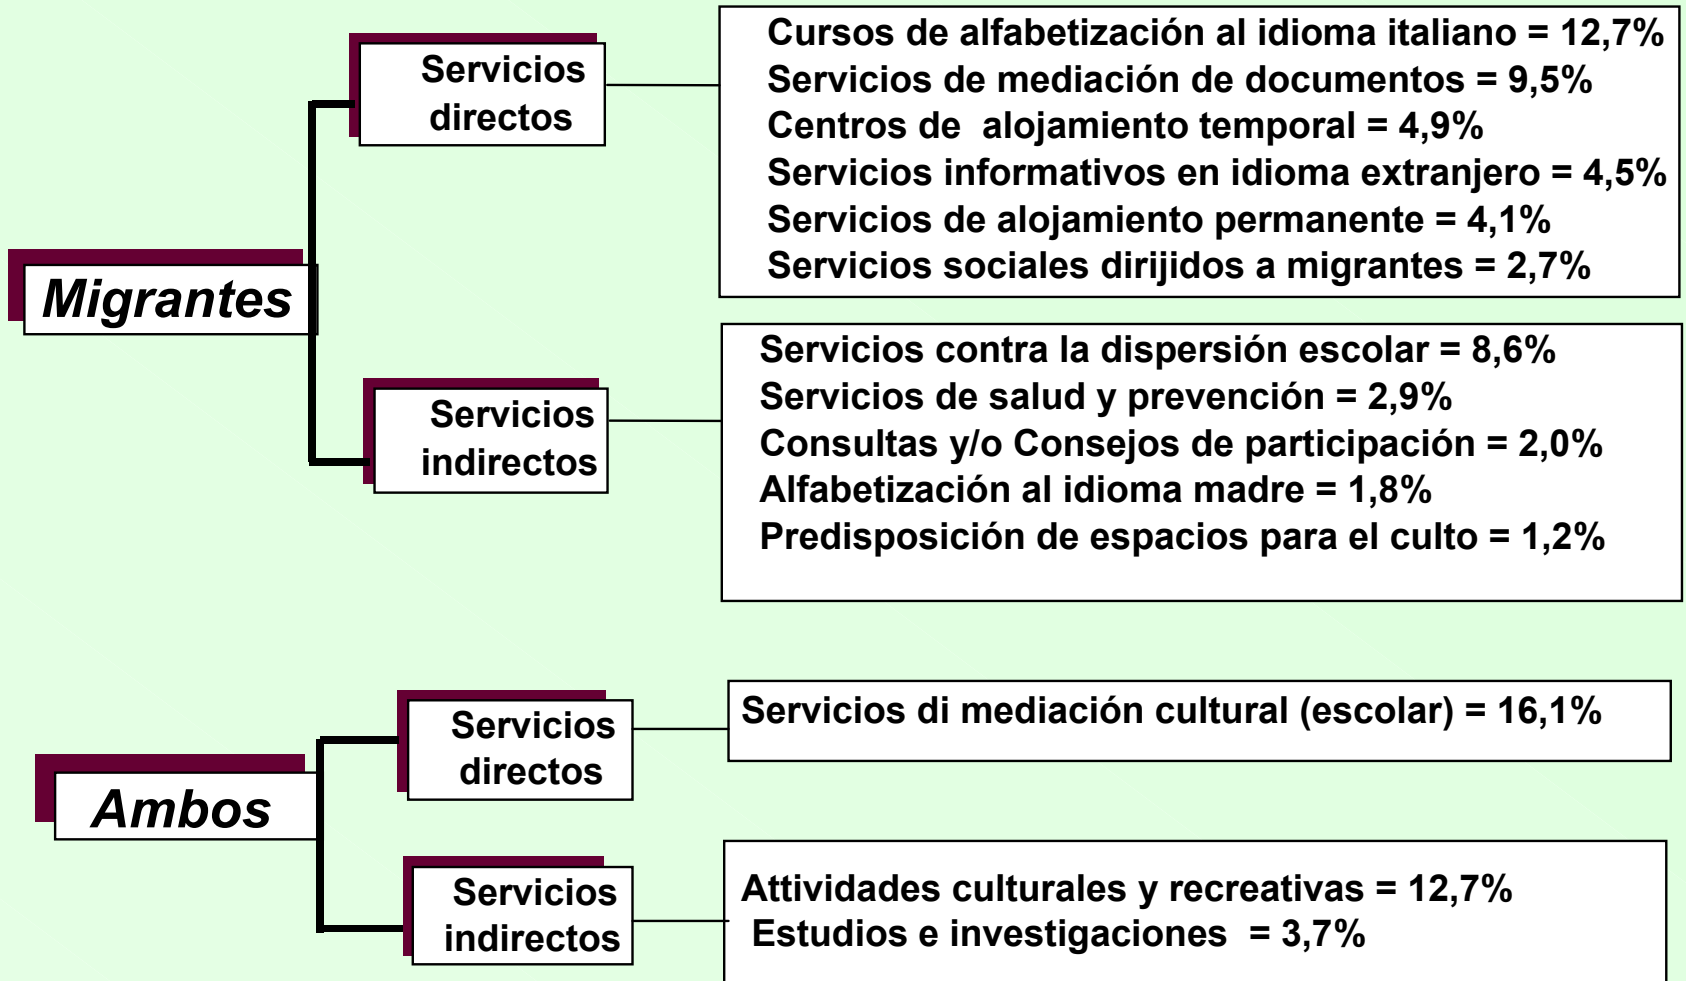 Migrantes
Servicios
directos
Cursos de alfabetización al idioma italiano = 12,7%
Servicios de mediación de documentos = 9,5%
Centros de alojamiento temporal = 4,9%
Servicios informativos en idioma extranjero = 4,5%
Servicios de alojamiento permanente = 4,1%
Servicios sociales dirijidos a migrantes = 2,7%
Servicios
indirectos
Servicios contra la dispersión escolar = 8,6%
Servicios de salud y prevención = 2,9%
Consultas y/o Consejos de participación = 2,0%
Alfabetización al idioma madre = 1,8%
Predisposición de espacios para el culto = 1,2%
Ambos
Servicios
directos
Servicios di mediación cultural (escolar) = 16,1%
Servicios
indirectos
Attividades culturales y recreativas = 12,7%
Estudios e investigaciones = 3,7%